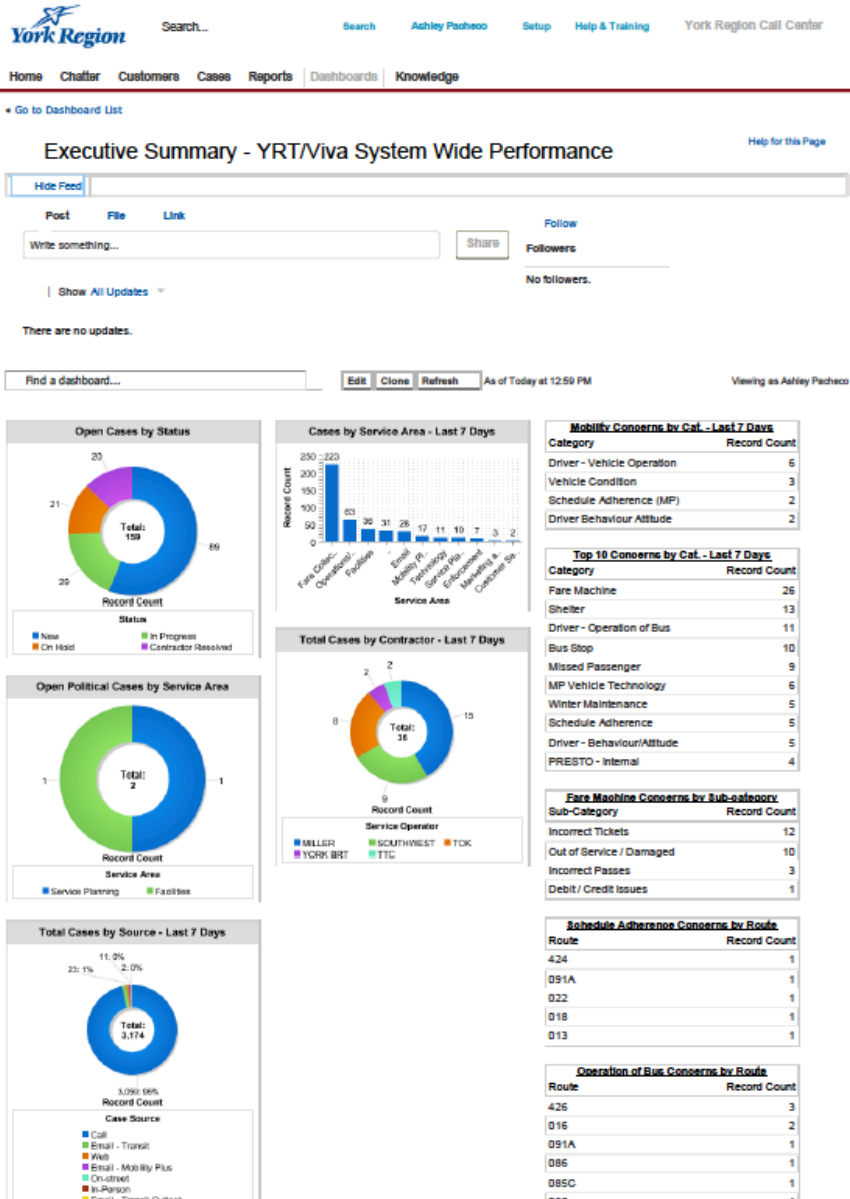 York Region
Search...
Search
Ashley Pacheco
Setup
Help & Training
York Region Call Center
Home Chatter Customers Cases Reports Dashboards Knowledge
Go to Dashboard List
Executive Summary - YRT/Viva System Wide Performance
Help for this Page
Hide Feed
Post File Link
Write something...
Share
Follow
Followers
No followers.
Show All Updates
There are no updates.
Find a dashboard...
Edit Clone Refresh
As of Today at 12:59 PM
Viewing as Ashley Pacheco
Open Cases by Status
20
21
Total:
159
89
29
Record Count
Status
New In Progress
On Hold Contractor Resolved
Open Political Cases by Service Area
1
Total:
2
1
Record Count
Service Area
Service Planning Facilities
Total Cases by Source - Last 7 Days
11: 0%
23: 1% 2: 0%
Total:
3,174
3,099: 98%
Record Count
Case Source
Call
Email - Transit
Web
Email - Mobility Plus
On-street
In-Person
Email - Transit Outlook
Cases by Service Area - Last 7 Days
Record Count
250
200
150
100
50
0
223 63 36 31 28 17 11 10 7 3 2
Fare Collec...
Operations/...
Facilities
-
Email
Mobility Pl...
Technology
Service Pla...
Enforcement
Marketing a...
Customer Se...
Service Area
Total Cases by Contractor - Last 7 Days
2 2
8
Total:
36
15
9
Record Count
Service Operator
MILLER SOUTHWEST TOK
YORK BRT TTC
Mobility Concerns by Cat. - Last 7 Days
Category Record Count
Driver - Vehicle Operation 6
Vehicle Condition 3
Schedule Adherence (MP) 2
Driver Behaviour Attitude 2
Top 10 Concerns by Cat. - Last 7 Days
Category Record Count
Fare Machine 26
Shelter 13
Driver - Operation of Bus 11
Bus Stop 10
Missed Passenger 9
MP Vehicle Technology 6
Winter Maintenance 5
Schedule Adherence 5
Driver - Behaviour/Attitude 5
PRESTO - Internal 4
Fare Machine Concerns by Sub-category
Sub-Category Record Count
Incorrect Tickets 12
Out of Service / Damaged 10
Incorrect Passes 3
Debit / Credit Issues 1
Schedule Adherence Concerns by Route
Route Record Count
424 1
091A 1
022 1
018 1
013 1
Operation of Bus Concerns by Route
Route Record Count
426 3
016 2
091A 1
086 1
085C 1